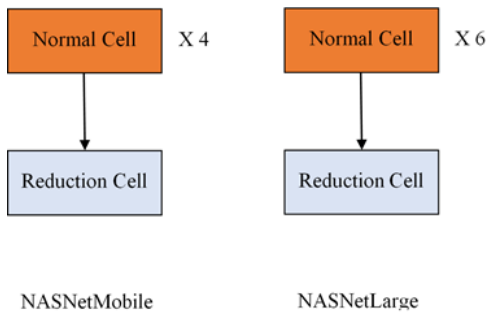 Normal Cell X 4 Normal Cell X 6
Reduction Cell Reduction Cell
NASNetMobile NASNetLarge